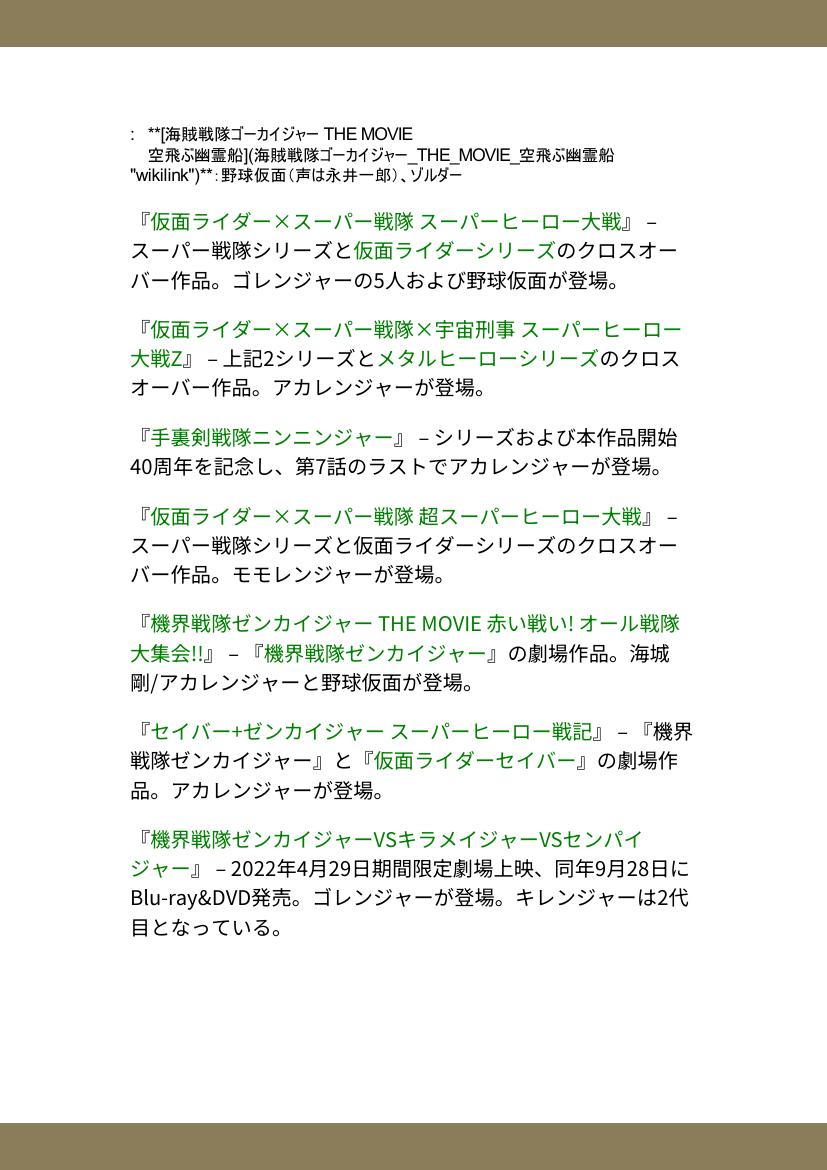 : **[海賊戦隊ゴーカイジャー THE MOVIE
空飛ぶ幽霊船](海賊戦隊ゴーカイジャー_THE_MOVIE_空飛ぶ幽霊船
"wikilink")**：野球仮面（声は永井一郎）、ゾルダー
『仮面ライダー×スーパー戦隊 スーパーヒーロー大戦』 –
スーパー戦隊シリーズと仮面ライダーシリーズのクロスオー
バー作品。ゴレンジャーの5人および野球仮面が登場。
『仮面ライダー×スーパー戦隊×宇宙刑事 スーパーヒーロー
大戦Z』 – 上記2シリーズとメタルヒーローシリーズのクロス
オーバー作品。アカレンジャーが登場。
『手裏剣戦隊ニンニンジャー』 – シリーズおよび本作品開始
40周年を記念し、第7話のラストでアカレンジャーが登場。
『仮面ライダー×スーパー戦隊 超スーパーヒーロー大戦』 –
スーパー戦隊シリーズと仮面ライダーシリーズのクロスオー
バー作品。モモレンジャーが登場。
『機界戦隊ゼンカイジャー THE MOVIE 赤い戦い! オール戦隊
大集会!!』 – 『機界戦隊ゼンカイジャー』の劇場作品。海城
剛/アカレンジャーと野球仮面が登場。
『セイバー+ゼンカイジャー スーパーヒーロー戦記』 – 『機界
戦隊ゼンカイジャー』と『仮面ライダーセイバー』の劇場作
品。アカレンジャーが登場。
『機界戦隊ゼンカイジャーVSキラメイジャーVSセンパイ
ジャー』 – 2022年4月29日期間限定劇場上映、同年9月28日に
Blu-ray&DVD発売。ゴレンジャーが登場。キレンジャーは2代
目となっている。